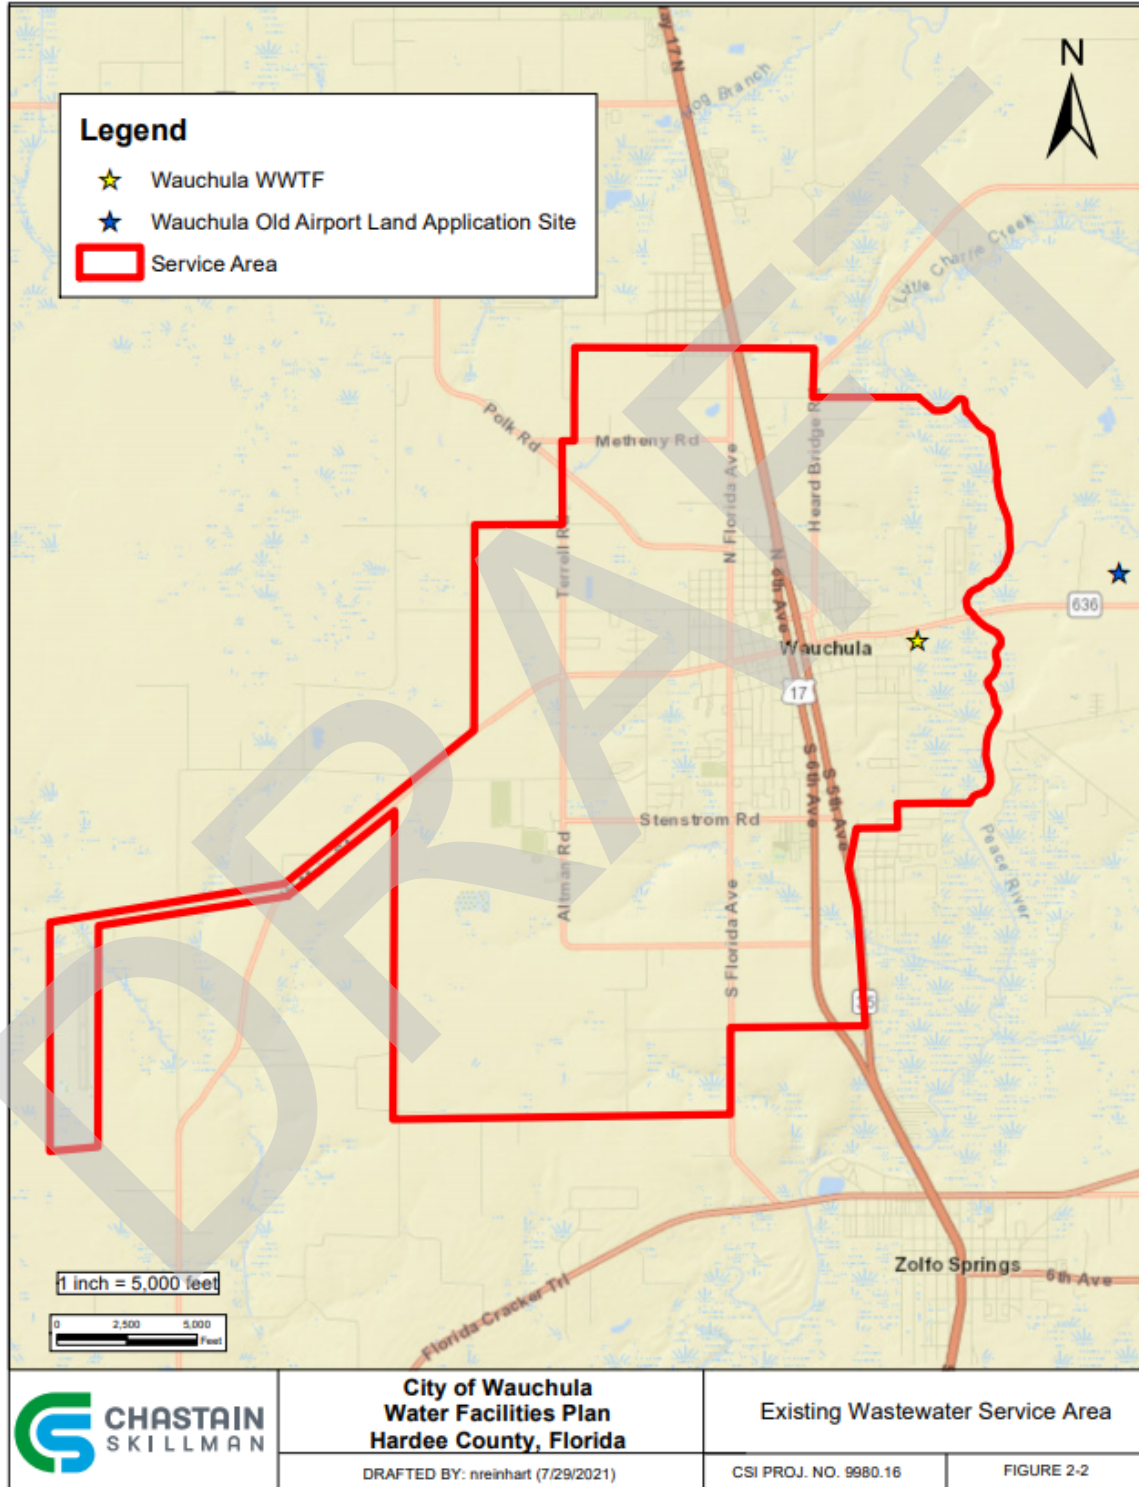 ay 17 N
Hog Branch
N
Legend
Wauchula WWTF
Wauchula Old Airport Land Application Site
Service Area
Little Charlie Creek
Polk Rd
Metheny Rd
N Florida Ave
Heard Bridge R
Terrell Rd
N 6th Ave
636
Wauchula
17
S 6th Ave
S 5th Ave
Stenstrom Rd
Altman Rd
Peace River
S Florida Ave
35
DRAFT
Zolfo Springs
6th Ave
Florida Cracker Trl
1 inch = 5,000 feet
0 2,500 5,000
Feet
CHASTAIN
SKILLMAN
City of Wauchula
Water Facilities Plan
Hardee County, Florida
DRAFTED BY: nreinhart (7/29/2021)
Existing Wastewater Service Area
CSI PROJ. NO. 9980.16
FIGURE 2-2